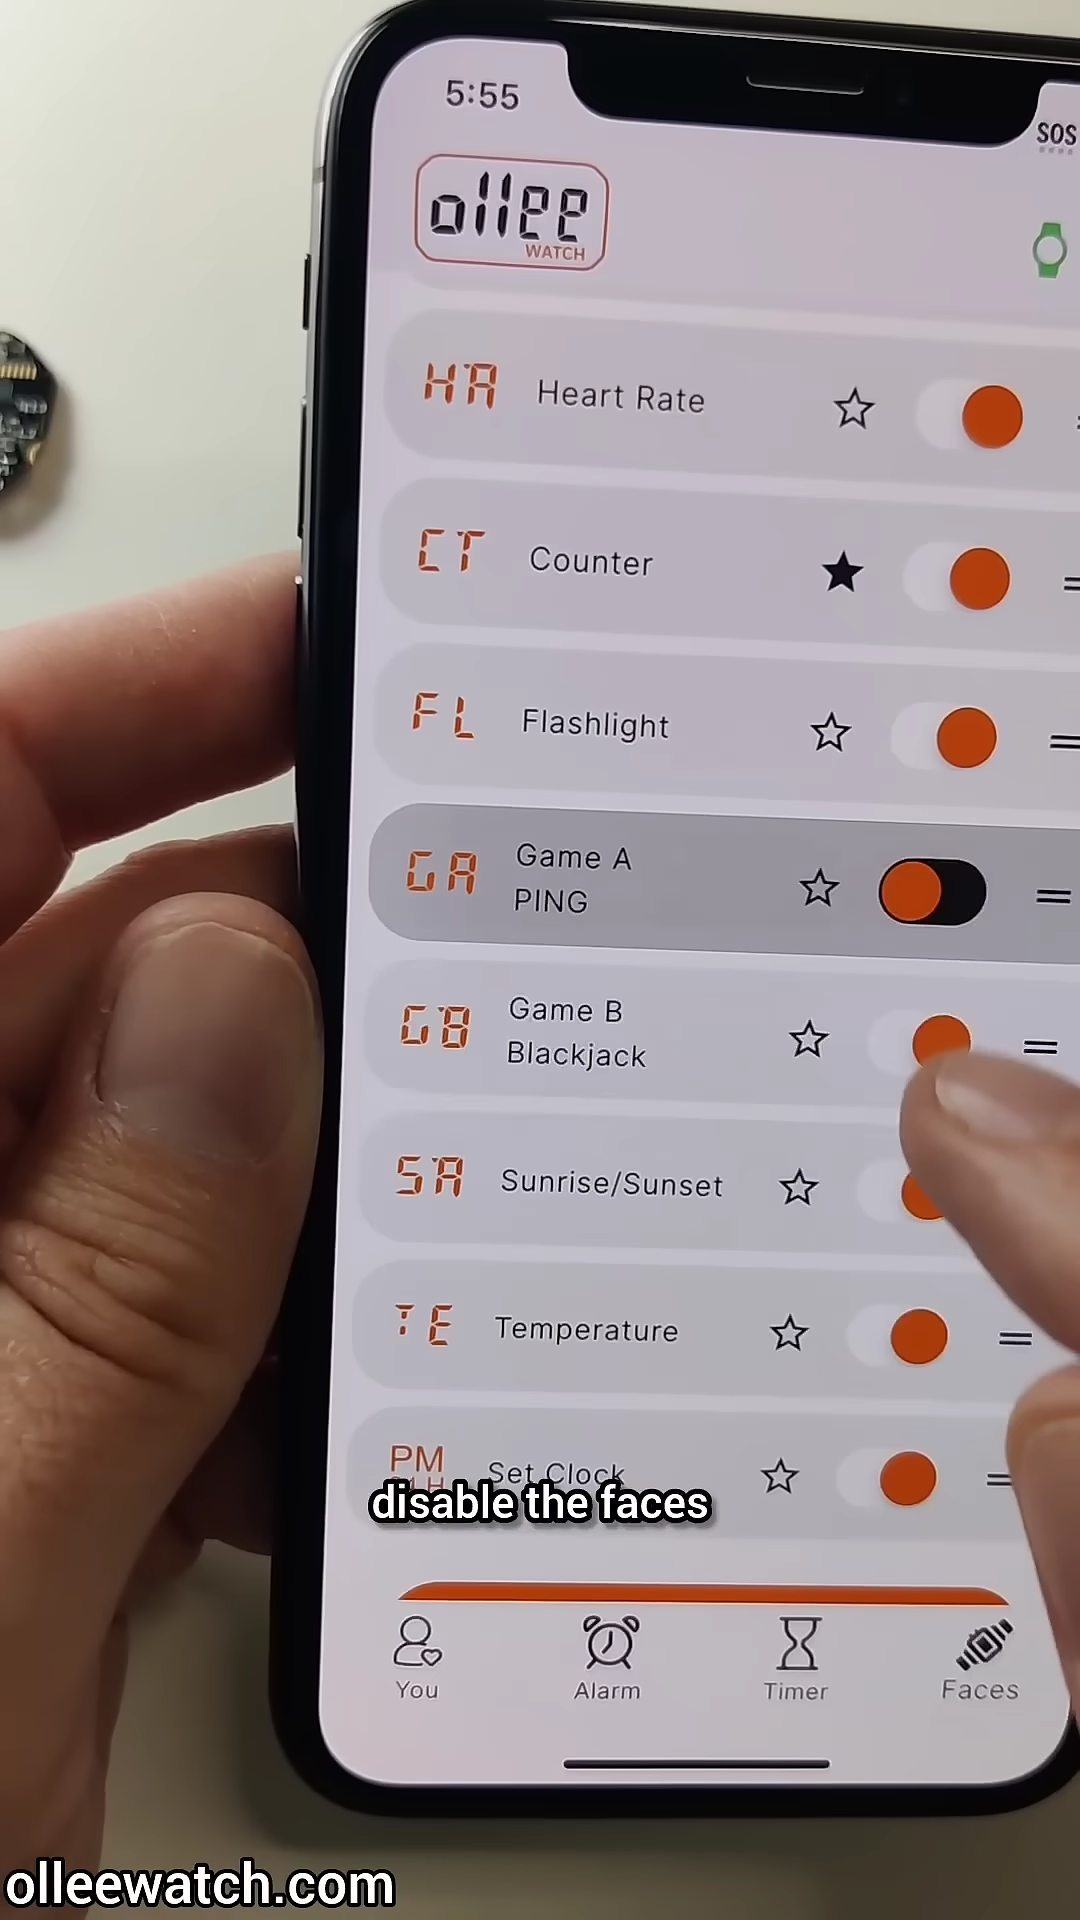 5:55
SOS
ollee
WATCH
HR Heart Rate
CT Counter
FL Flashlight
GA Game A
PING
GB Game B
Blackjack
SR Sunrise/Sunset
TE Temperature
PM Set Clock
24H
disable the faces
You Alarm Timer Faces
olleewatch.com